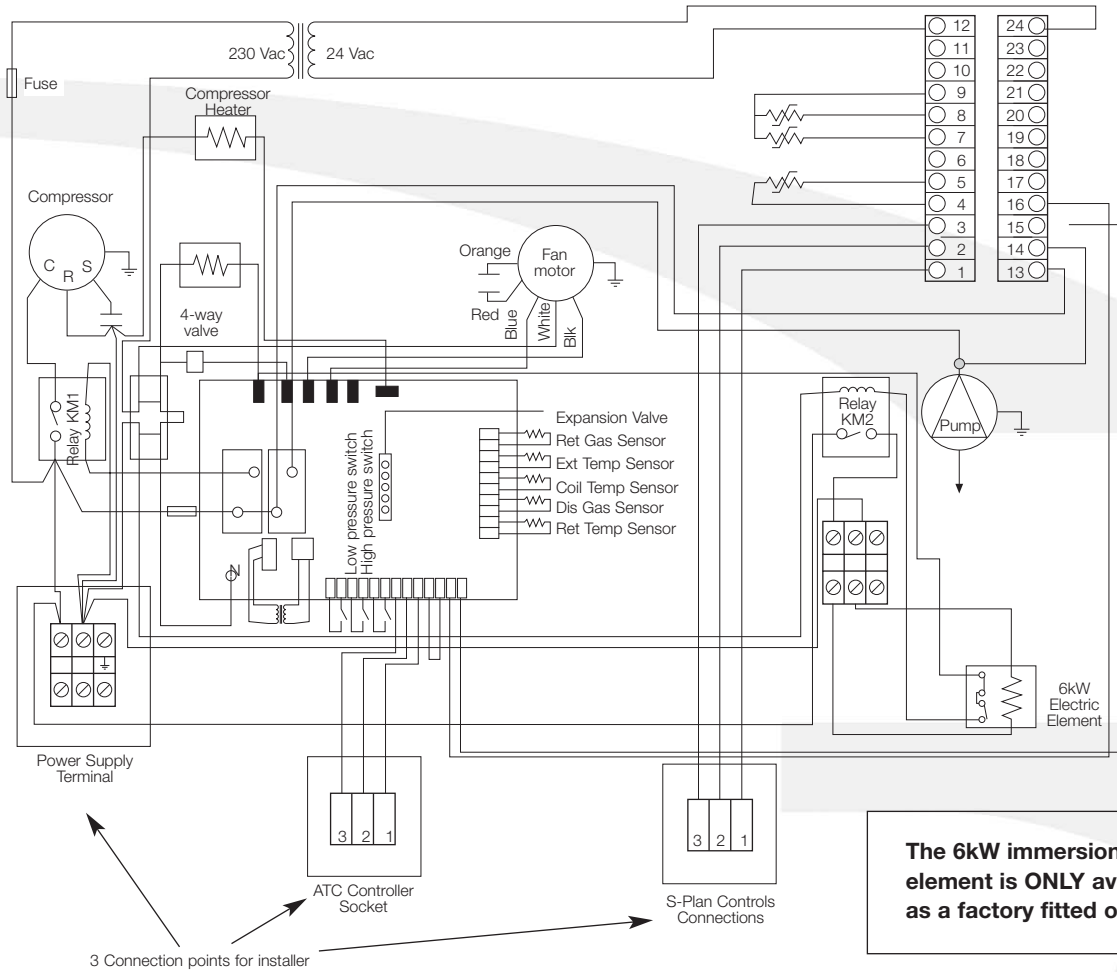 230 Vac
24 Vac
Fuse
Compressor
Heater
Compressor
C
R
S
4-way
valve
Orange
Red
Blue
White
Blk
Fan
motor
12
11
10
9
8
7
6
5
4
3
2
1
24
23
22
21
20
19
18
17
16
15
14
13
Relay KM1
Low pressure switch
High pressure switch
Expansion Valve
Ret Gas Sensor
Ext Temp Sensor
Coil Temp Sensor
Dis Gas Sensor
Ret Temp Sensor
N
Relay
KM2
Pump
6kW
Electric
Element
Power Supply
Terminal
3 2 1
ATC Controller
Socket
3 2 1
S-Plan Controls
Connections
3 Connection points for installer
The 6kW immersion
element is ONLY av
as a factory fitted o